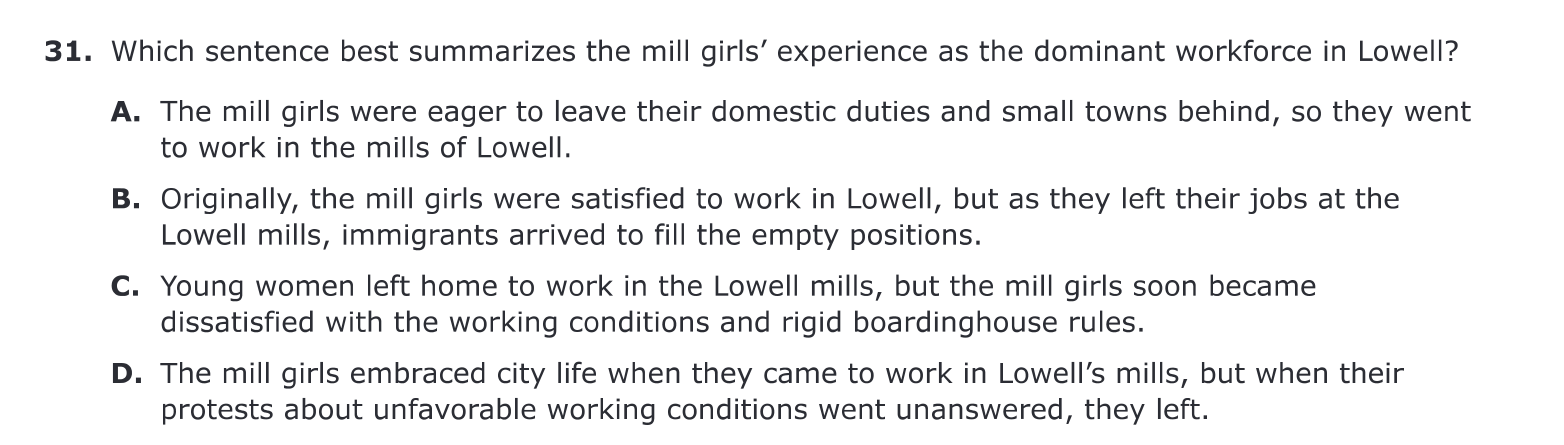 31. Which sentence best summarizes the mill girls’ experience as the dominant workforce in Lowell?
A. The mill girls were eager to leave their domestic duties and small towns behind, so they went
to work in the mills of Lowell.
B. Originally, the mill girls were satisfied to work in Lowell, but as they left their jobs at the
Lowell mills, immigrants arrived to fill the empty positions.
C. Young women left home to work in the Lowell mills, but the mill girls soon became
dissatisfied with the working conditions and rigid boardinghouse rules.
D. The mill girls embraced city life when they came to work in Lowell’s mills, but when their
protests about unfavorable working conditions went unanswered, they left.